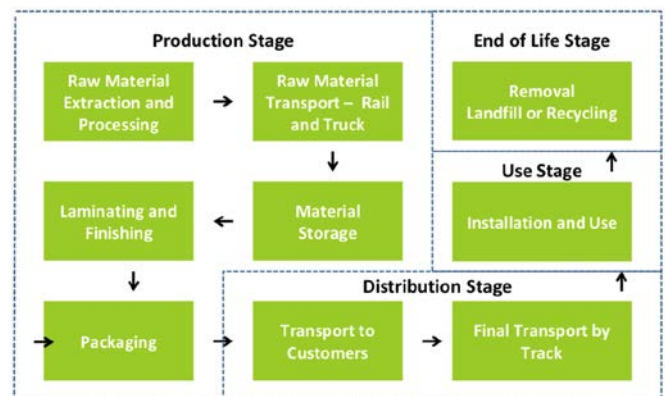 Production Stage
Raw Material
Extraction and
Processing
Raw Material
Transport – Rail
and Truck
Laminating and
Finishing
Material
Storage
Packaging
Distribution Stage
Transport to
Customers
Final Transport by
Track
Use Stage
Installation and Use
End of Life Stage
Removal
Landfill or Recycling